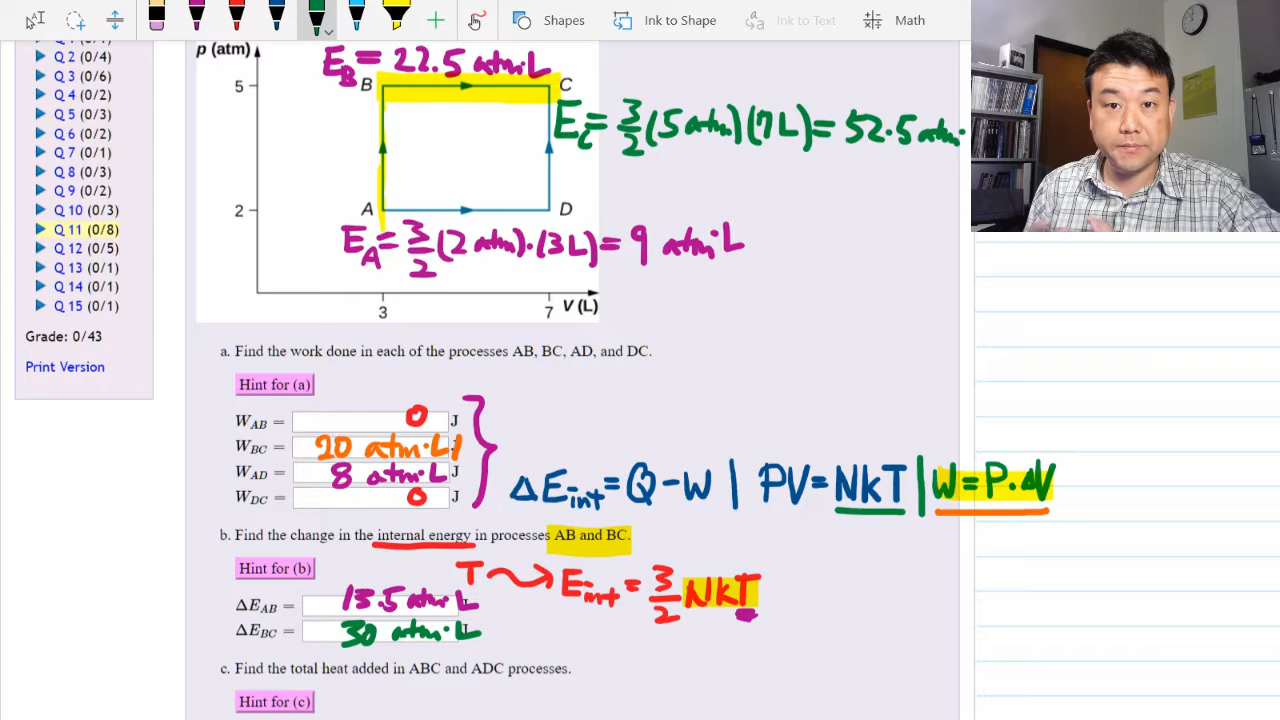 Shapes
Ink to Shape
Ink to Text
Math
Q 2 (0/4)
Q 3 (0/6)
Q 4 (0/2)
Q 5 (0/3)
Q 6 (0/2)
Q 7 (0/1)
Q 8 (0/3)
Q 9 (0/2)
Q 10 (0/3)
Q 11 (0/8)
Q 12 (0/5)
Q 13 (0/1)
Q 14 (0/1)
Q 15 (0/1)
Grade: 0/43
Print Version
p (atm)
E_B = 22.5 atm·L
5
B
C
E_C = 3/2 (5 atm)(7 L) = 52.5 atm·
2
A
D
E_A = 3/2 (2 atm)·(3 L) = 9 atm·L
3
7
V (L)
a. Find the work done in each of the processes AB, BC, AD, and DC.
Hint for (a)
W_AB = 0 J
W_BC = 20 atm·L
W_AD = 8 atm·L J
W_DC = 0 J
ΔE_int = Q - W | PV = NkT | W = P·ΔV
b. Find the change in the internal energy in processes AB and BC.
Hint for (b)
T → E_int = 3/2 NkT
ΔE_AB = 13.5 atm·L
ΔE_BC = 30 atm·L
c. Find the total heat added in ABC and ADC processes.
Hint for (c)